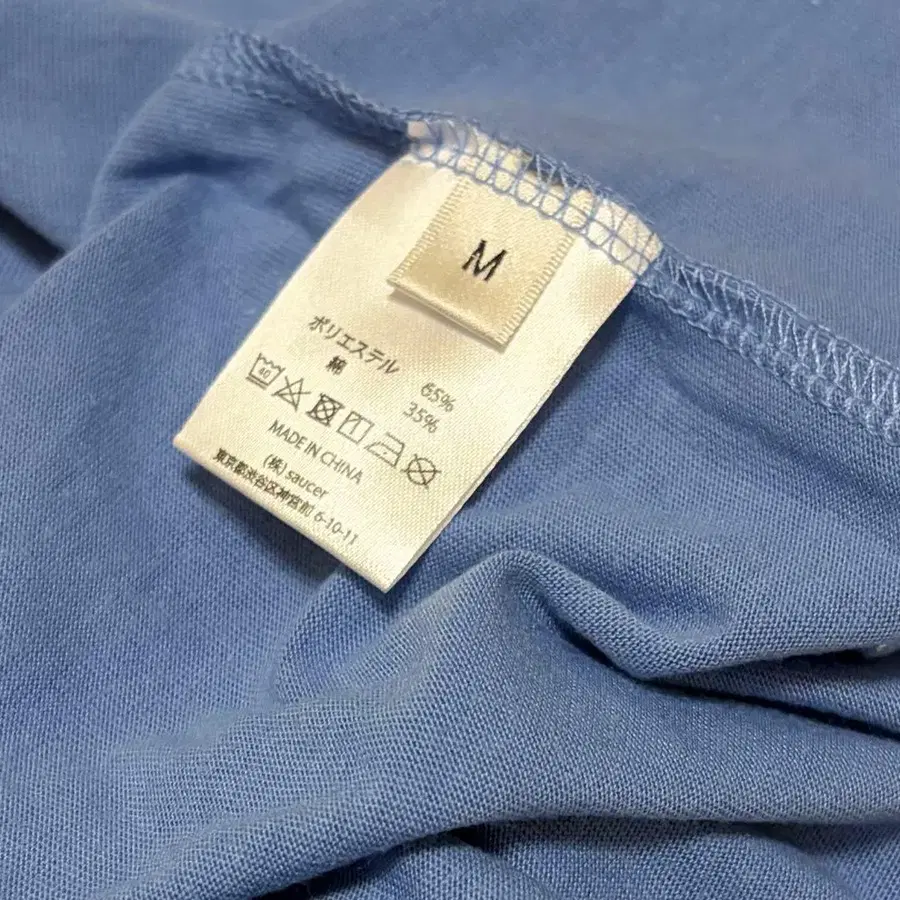 M
ポリエステル 65%
綿 35%
40
MADE IN CHINA
(株) saucer
東京都渋谷区神宮前 6-10-11